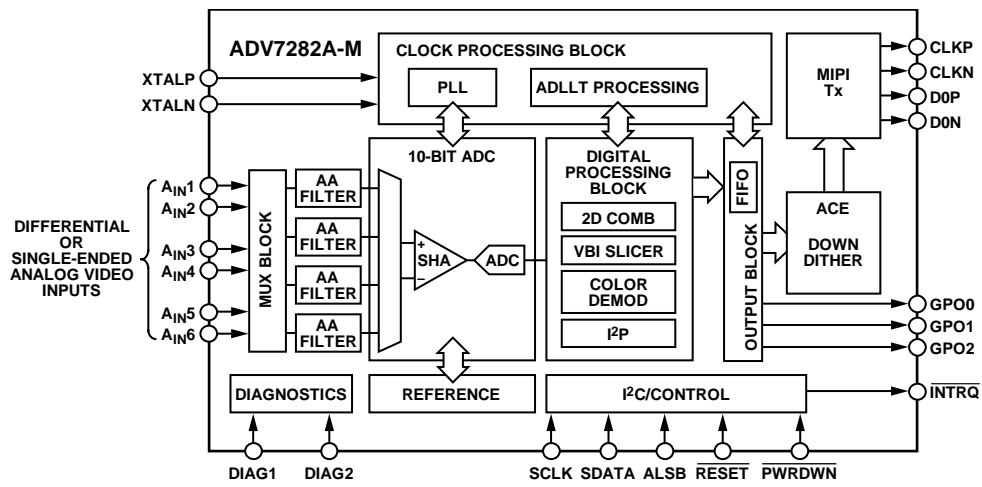 ADV7282A-M
CLOCK PROCESSING BLOCK
PLL
ADLLT PROCESSING
XTALP
XTALN
MIPI
Tx
CLKP
CLKN
D0P
D0N
10-BIT ADC
DIGITAL
PROCESSING
BLOCK
2D COMB
VBI SLICER
COLOR
DEMOD
I2P
FIFO
OUTPUT BLOCK
ACE
DOWN
DITHER
DIFFERENTIAL
OR
SINGLE-ENDED
ANALOG VIDEO
INPUTS
AIN1
AIN2
AIN3
AIN4
AIN5
AIN6
MUX BLOCK
AA
FILTER
AA
FILTER
AA
FILTER
AA
FILTER
+
SHA
–
ADC
GPO0
GPO1
GPO2
DIAGNOSTICS
REFERENCE
I2C/CONTROL
INTRQ
DIAG1
DIAG2
SCLK
SDATA
ALSB
RESET
PWRDWN